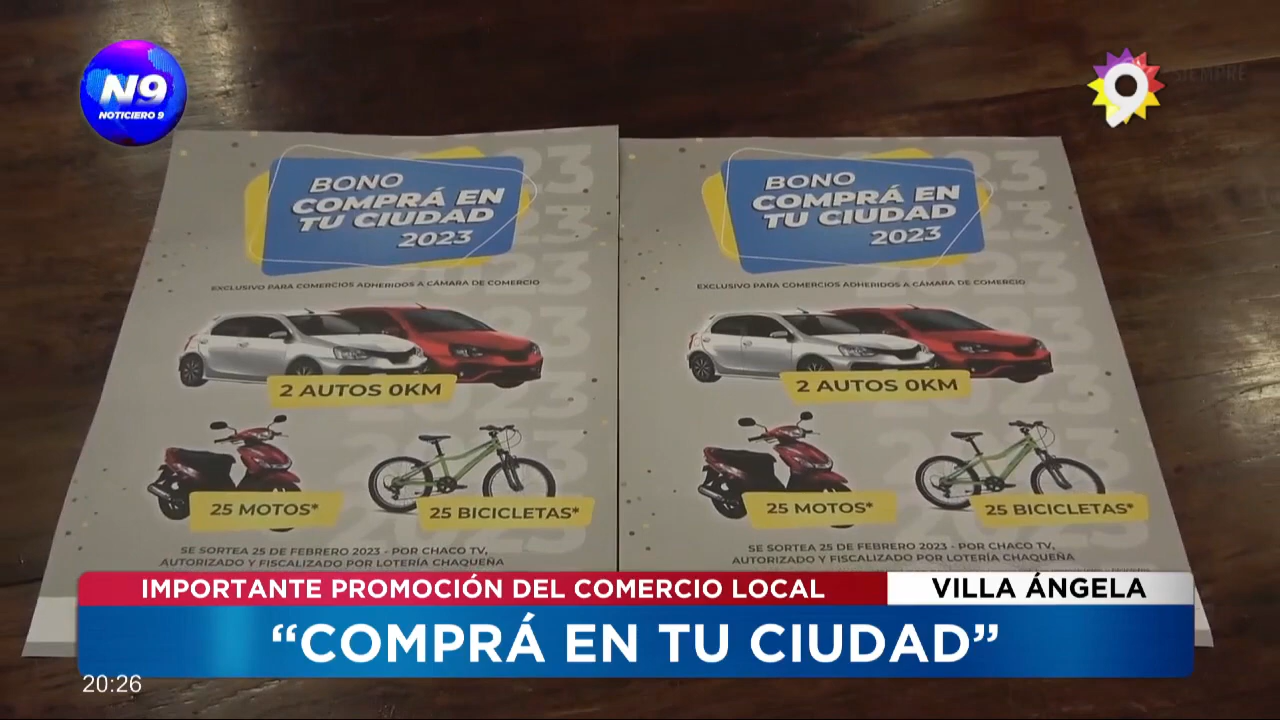 N9
NOTICIERO 9
9
SIEMPRE
BONO
COMPRÁ EN
TU CIUDAD
2023
EXCLUSIVO PARA COMERCIOS ADHERIDOS A CÁMARA DE COMERCIO
2 AUTOS 0KM
25 MOTOS*
25 BICICLETAS*
SE SORTEA 25 DE FEBRERO 2023 - POR CHACO TV,
AUTORIZADO Y FISCALIZADO POR LOTERÍA CHAQUEÑA
BONO
COMPRÁ EN
TU CIUDAD
2023
EXCLUSIVO PARA COMERCIOS ADHERIDOS A CÁMARA DE COMERCIO
2 AUTOS 0KM
25 MOTOS*
25 BICICLETAS*
SE SORTEA 25 DE FEBRERO 2023 - POR CHACO TV,
AUTORIZADO Y FISCALIZADO POR LOTERÍA CHAQUEÑA
IMPORTANTE PROMOCIÓN DEL COMERCIO LOCAL
VILLA ÁNGELA
“COMPRÁ EN TU CIUDAD”
20:26